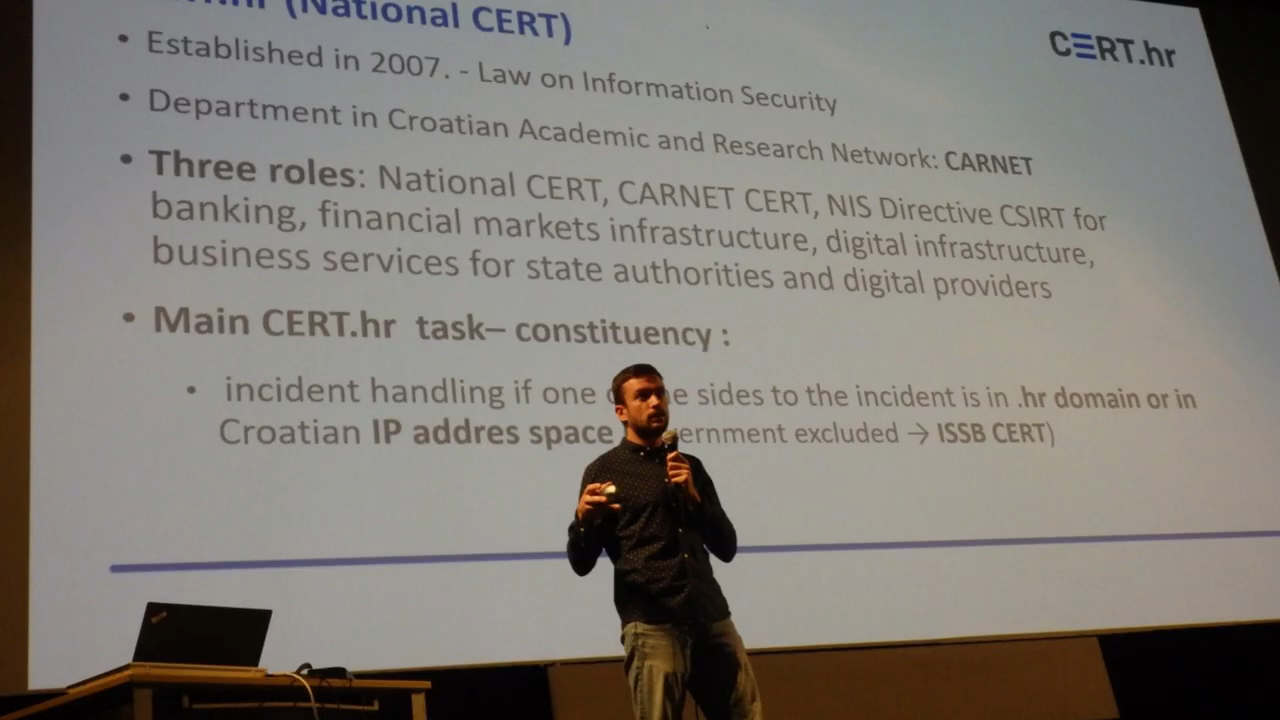 (National CERT)
CERT.hr
• Established in 2007. - Law on Information Security
• Department in Croatian Academic and Research Network: CARNET
• Three roles: National CERT, CARNET CERT, NIS Directive CSIRT for
banking, financial markets infrastructure, digital infrastructure,
business services for state authorities and digital providers
• Main CERT.hr task– constituency :
• incident handling if one sides to the incident is in .hr domain or in
Croatian IP addres space excluded → ISSB CERT)